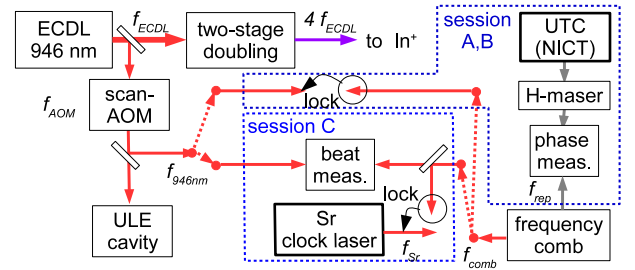 ECDL
946 nm
f_ECDL
two-stage
doubling
4 f_ECDL
to In⁺
session
A,B
UTC
(NICT)
f_AOM
scan-
AOM
lock
H-maser
session C
f_946nm
beat
meas.
phase
meas.
lock
f_rep
ULE
cavity
Sr
clock laser
f_Sr
f_comb
frequency
comb